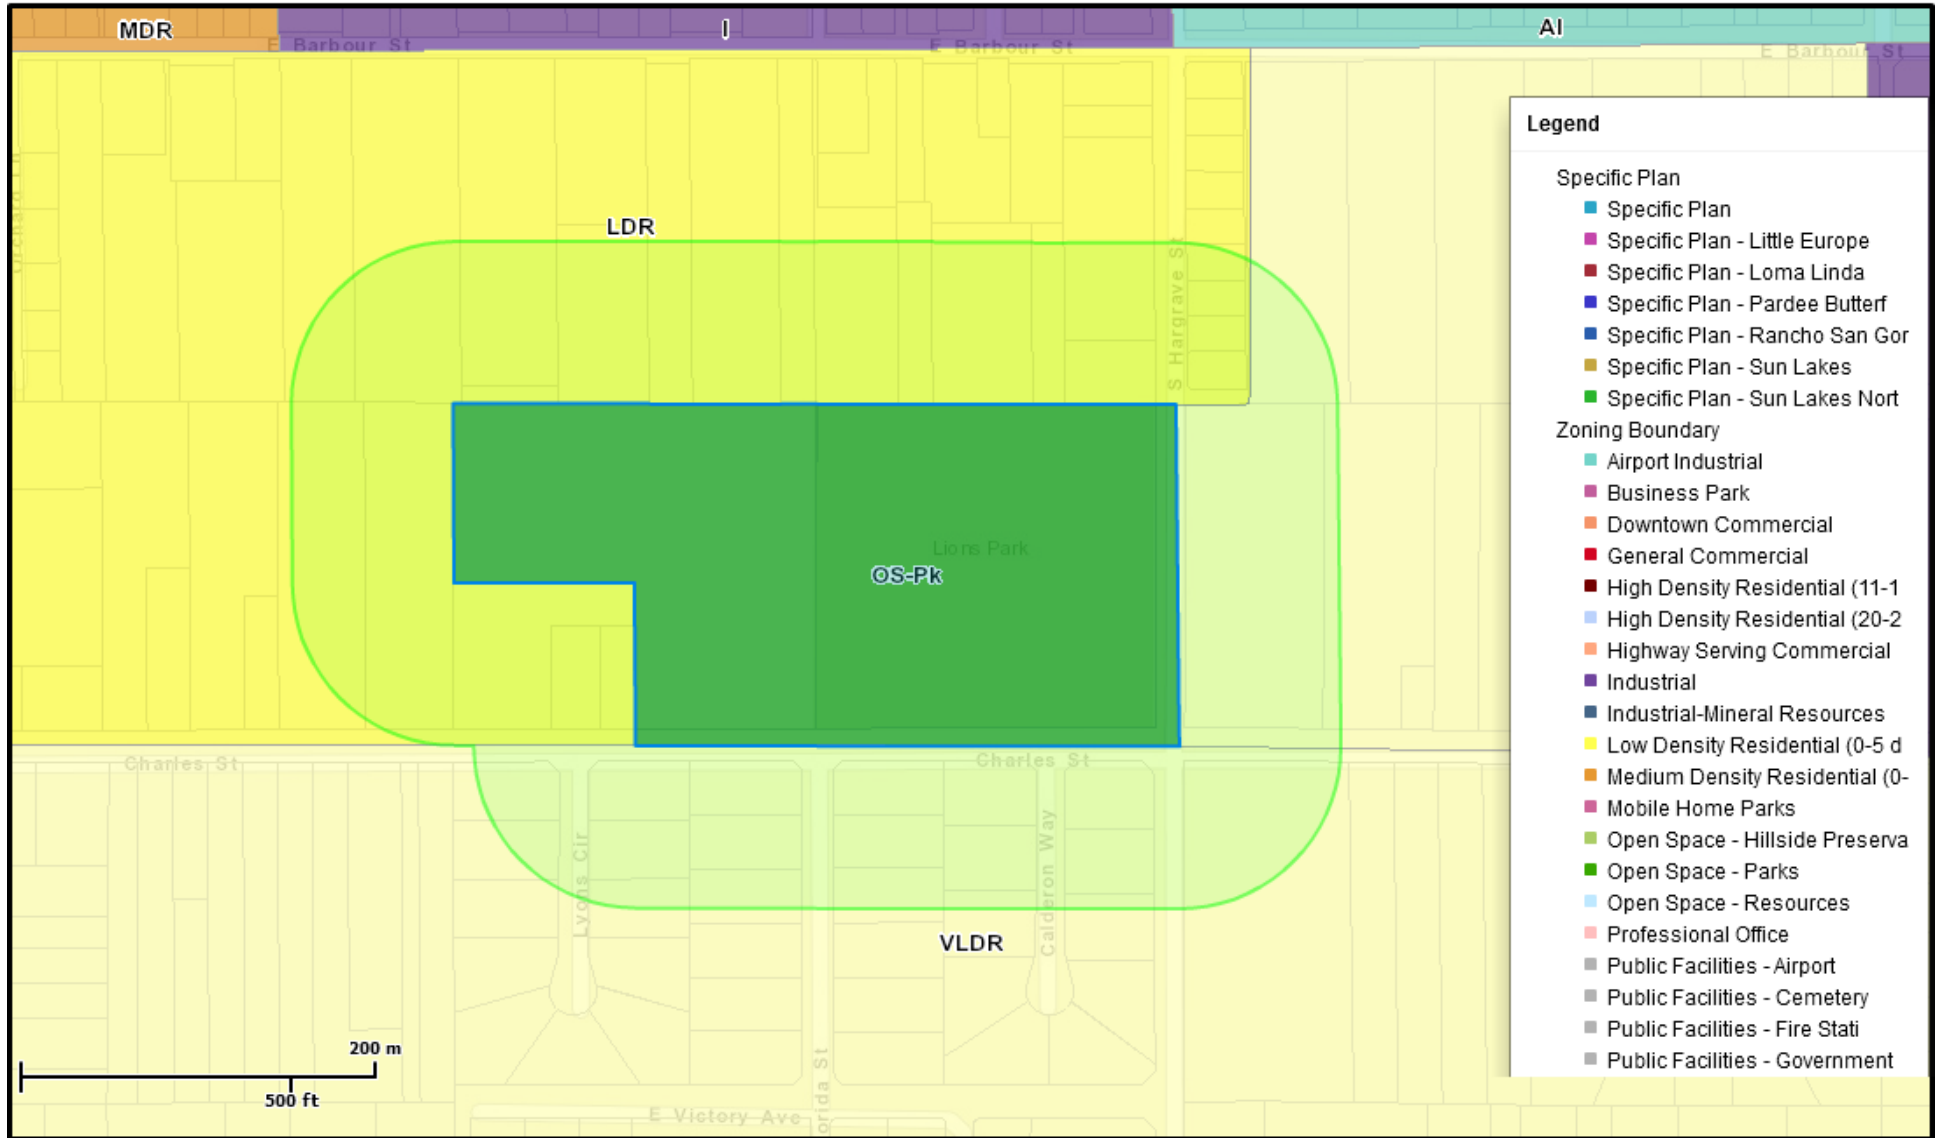 MDR
I
AI
E Barbour St
E Barbour St
E Barbour St
Legend
Specific Plan
Specific Plan
Specific Plan - Little Europe
Specific Plan - Loma Linda
Specific Plan - Pardee Butterf
Specific Plan - Rancho San Gor
Specific Plan - Sun Lakes
Specific Plan - Sun Lakes Nort
Zoning Boundary
Airport Industrial
Business Park
Downtown Commercial
General Commercial
High Density Residential (11-1
High Density Residential (20-2
Highway Serving Commercial
Industrial
Industrial-Mineral Resources
Low Density Residential (0-5 d
Medium Density Residential (0-
Mobile Home Parks
Open Space - Hillside Preserva
Open Space - Parks
Open Space - Resources
Professional Office
Public Facilities - Airport
Public Facilities - Cemetery
Public Facilities - Fire Stati
Public Facilities - Government
Orchard Ln
LDR
S Hargrave St
Lions Park
OS-Pk
Charles St
Charles St
Lyons Cir
Calderon Way
VLDR
200 m
500 ft
orida St
E Victory Ave